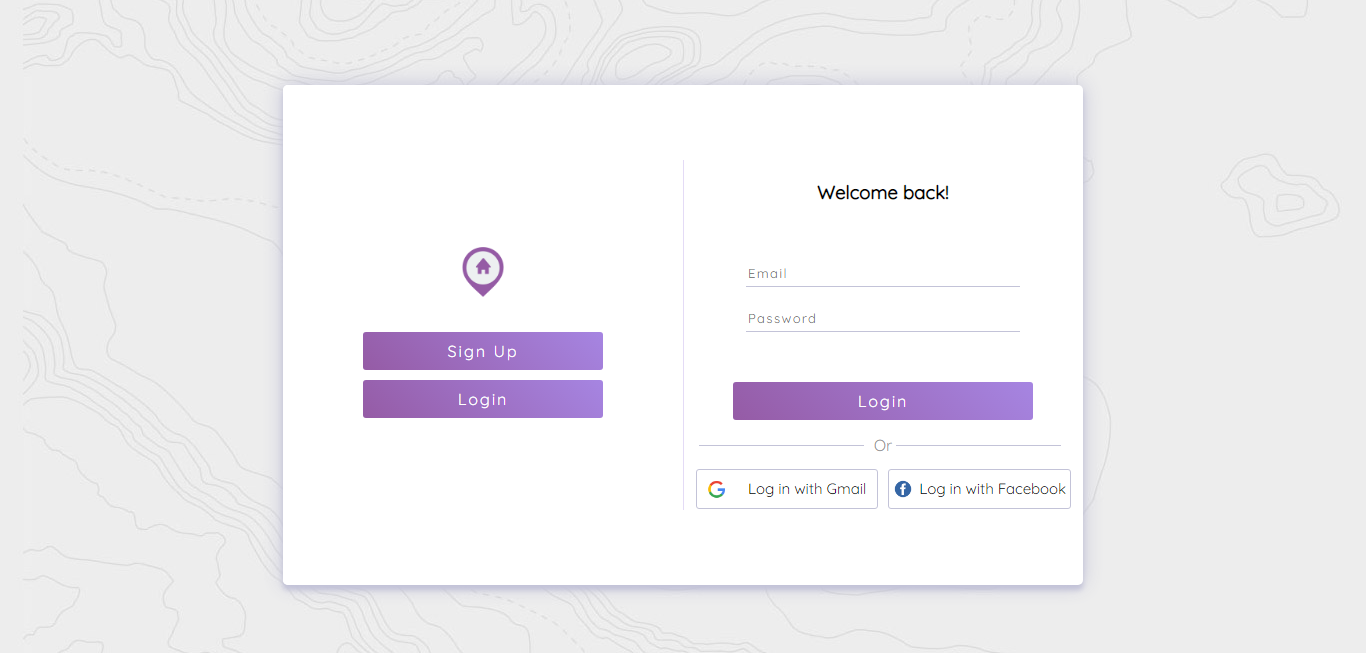 Sign Up
Login
Welcome back!
Email
Password
Login
Or
Log in with Gmail
Log in with Facebook